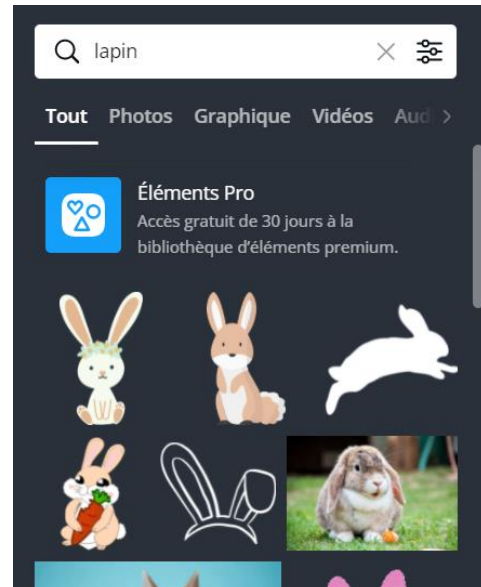 lapin
Tout Photos Graphique Vidéos Aud
Éléments Pro
Accès gratuit de 30 jours à la
bibliothèque d'éléments premium.